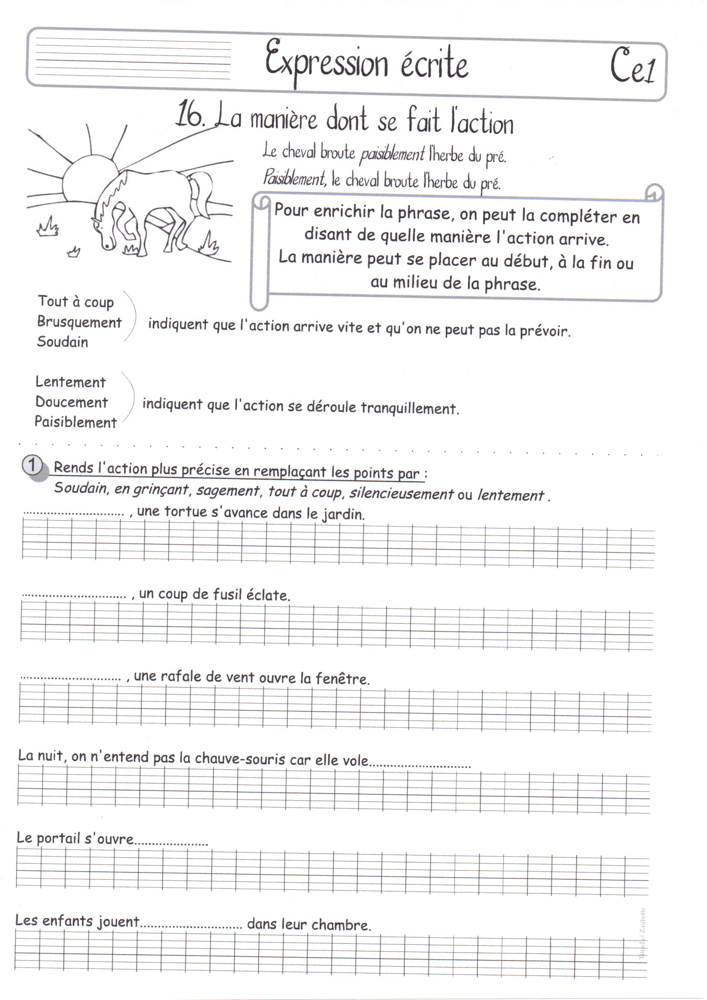 Expression écrite
Ce1
16. La manière dont se fait l'action
Le cheval broute paisiblement l'herbe du pré.
Paisiblement, le cheval broute l'herbe du pré.
Pour enrichir la phrase, on peut la compléter en
disant de quelle manière l'action arrive.
La manière peut se placer au début, à la fin ou
au milieu de la phrase.
Tout à coup
Brusquement
Soudain
indiquent que l'action arrive vite et qu'on ne peut pas la prévoir.
Lentement
Doucement
Paisiblement
indiquent que l'action se déroule tranquillement.
1 Rends l'action plus précise en remplaçant les points par :
Soudain, en grinçant, sagement, tout à coup, silencieusement ou lentement .
.............................. , une tortue s'avance dans le jardin.
.............................. , un coup de fusil éclate.
.............................. , une rafale de vent ouvre la fenêtre.
La nuit, on n'entend pas la chauve-souris car elle vole............................
Le portail s'ouvre....................
Les enfants jouent............................ dans leur chambre.
et Zaubette